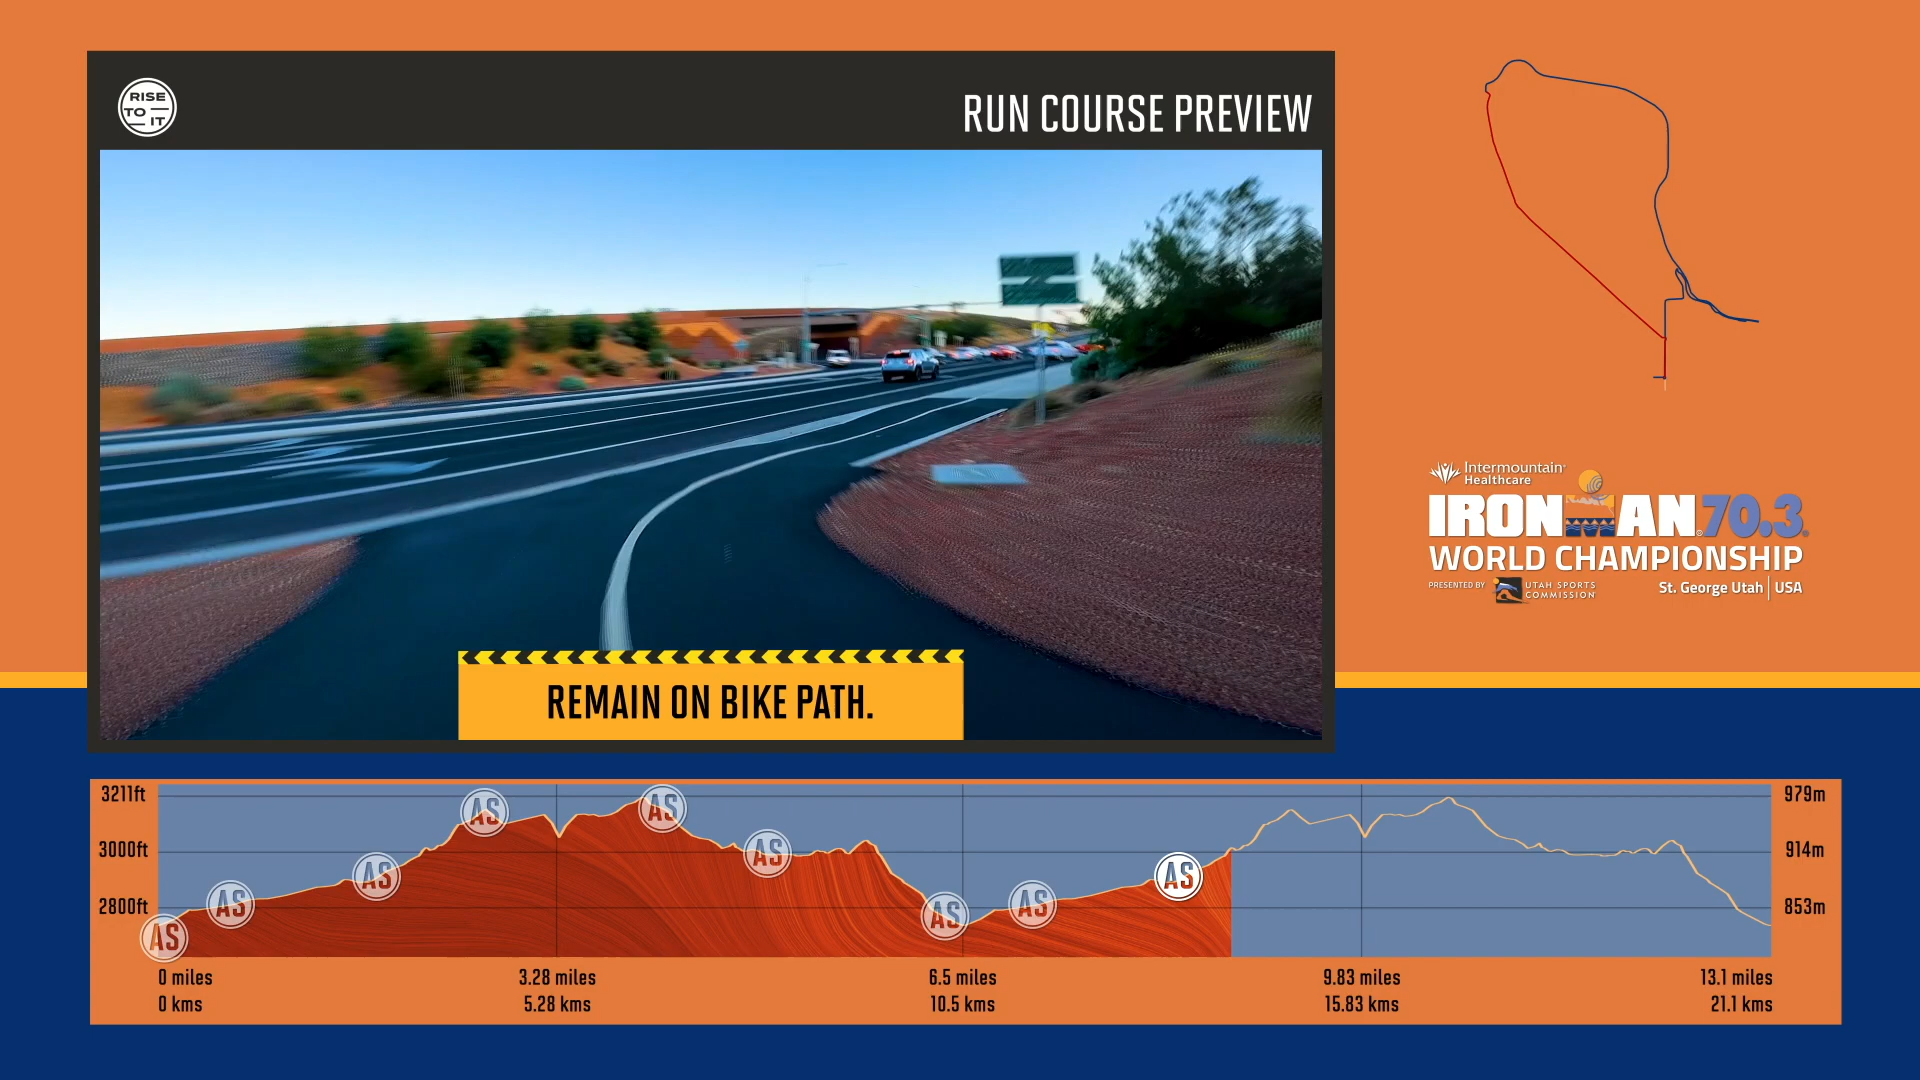 RISE
TO
IT
RUN COURSE PREVIEW
REMAIN ON BIKE PATH.
Intermountain
Healthcare
IRONMAN® 70.3®
WORLD CHAMPIONSHIP
PRESENTED BY
UTAH SPORTS
COMMISSION
St. George Utah | USA
3211ft
3000ft
2800ft
AS
AS
AS
AS
AS
AS
AS
AS
AS
979m
914m
853m
0 miles
0 kms
3.28 miles
5.28 kms
6.5 miles
10.5 kms
9.83 miles
15.83 kms
13.1 miles
21.1 kms